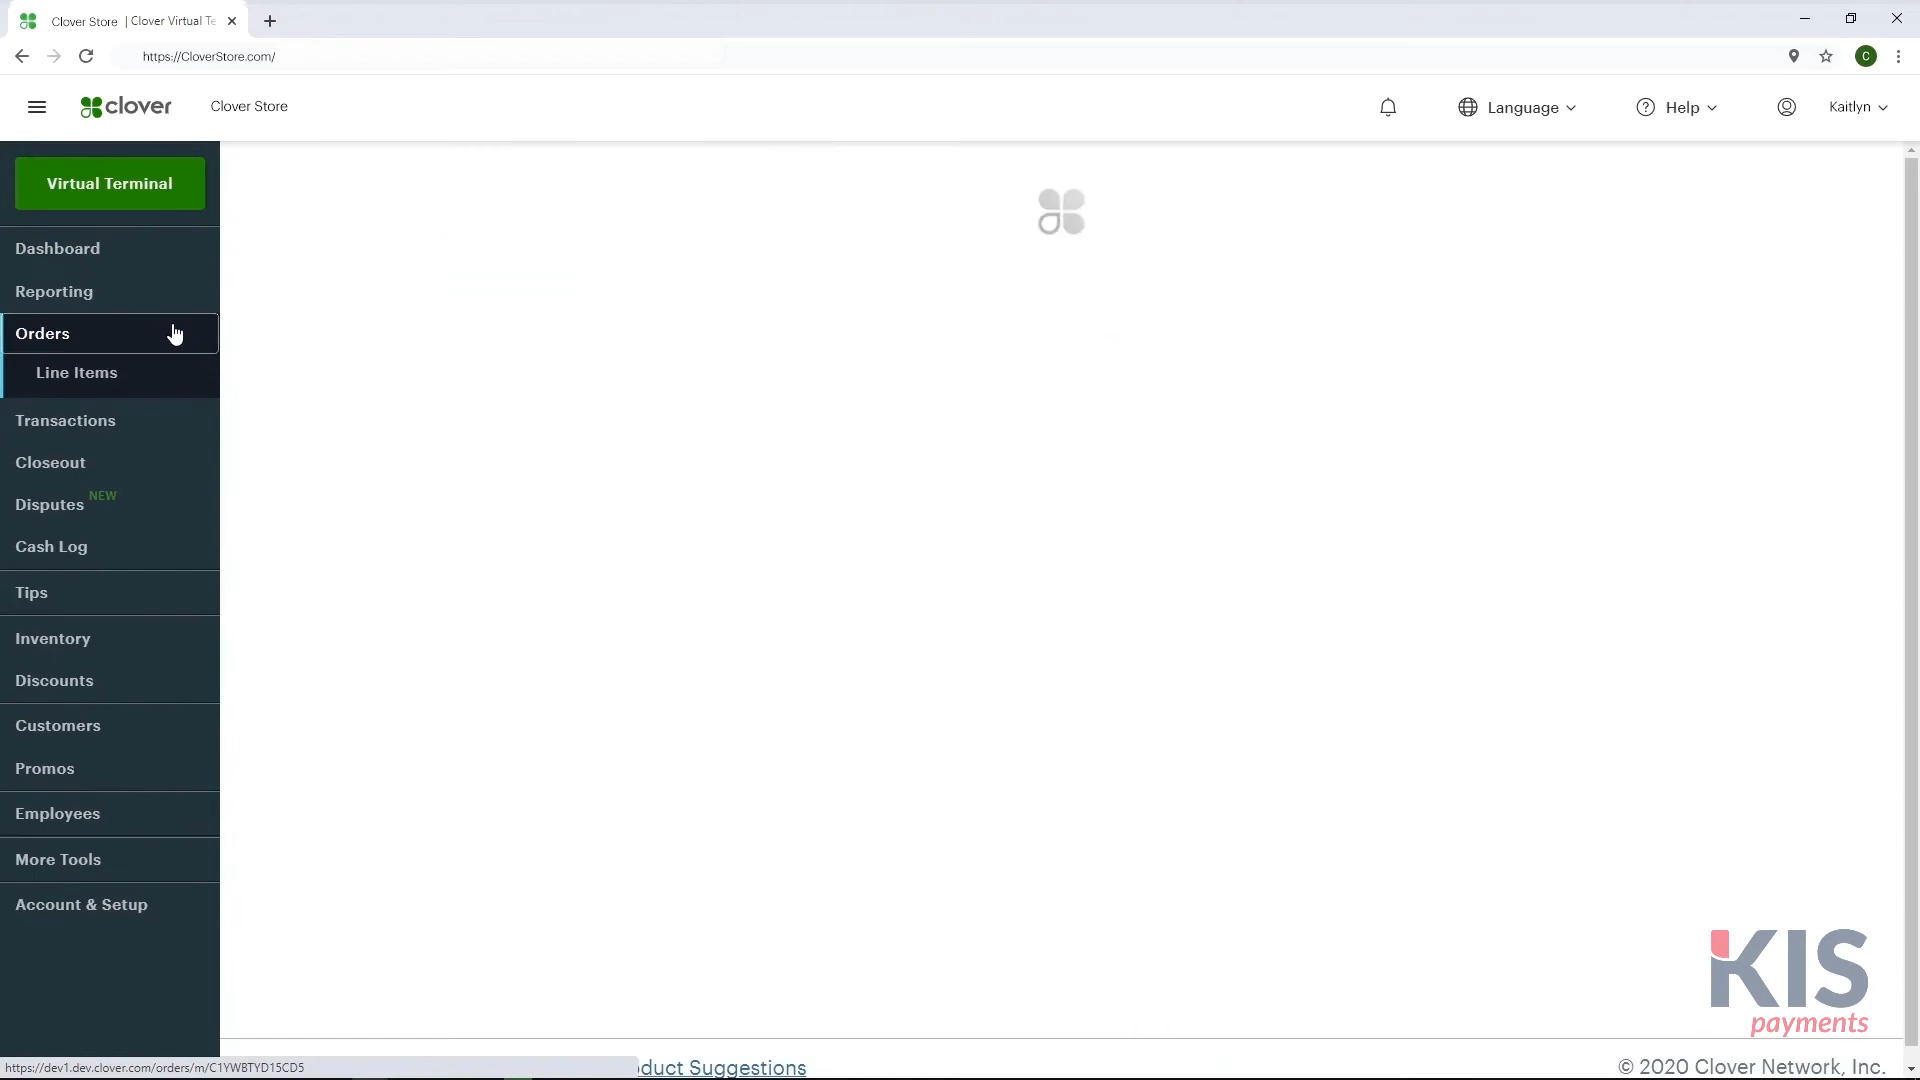 Clover Store | Clover Virtual Te
https://CloverStore.com/
C
clover
Clover Store
Language
Help
Kaitlyn
Virtual Terminal
Dashboard
Reporting
Orders
Line Items
Transactions
Closeout
Disputes NEW
Cash Log
Tips
Inventory
Discounts
Customers
Promos
Employees
More Tools
Account & Setup
KIS
payments
https://dev1.dev.clover.com/orders/m/C1YWBTYD15CD5
duct Suggestions
© 2020 Clover Network, Inc.